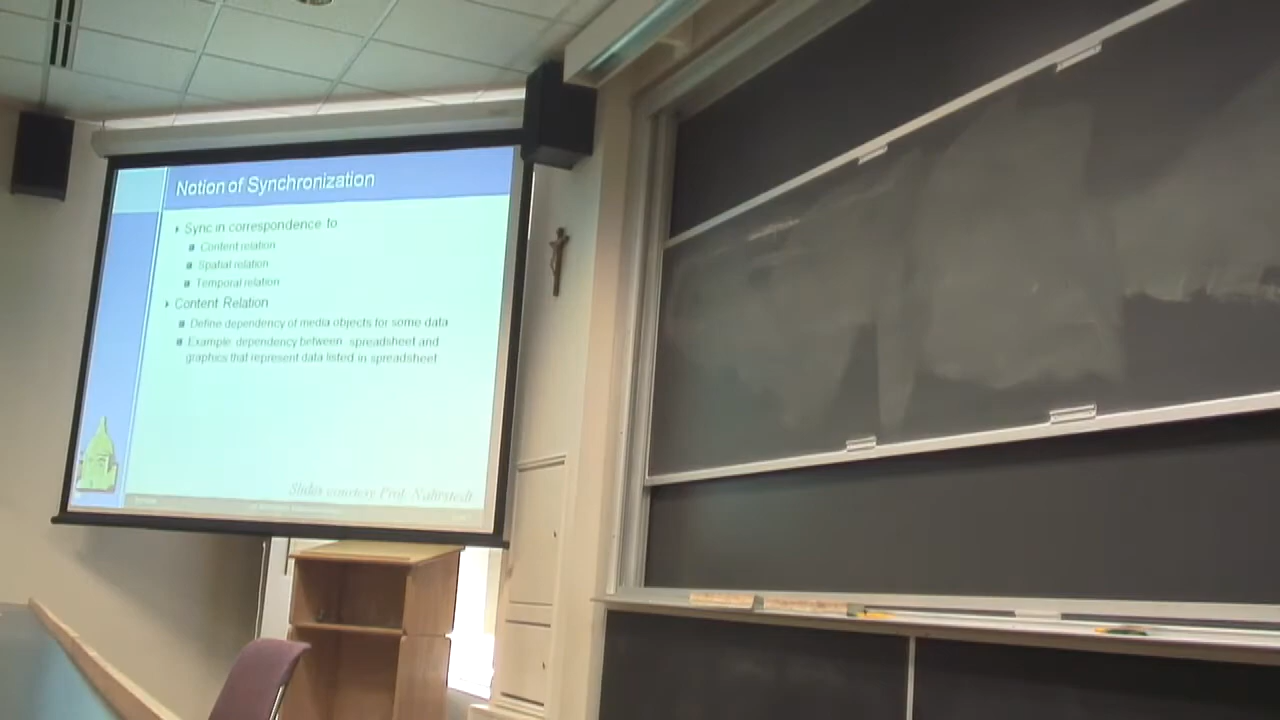 Notion of Synchronization
Sync in correspondence to
Content relation
Spatial relation
Temporal relation
Content Relation
Define dependency of media objects for some data
Example dependency between spreadsheet and
graphics that represent data listed in spreadsheet
Slides courtesy Prof. Nahrstedt